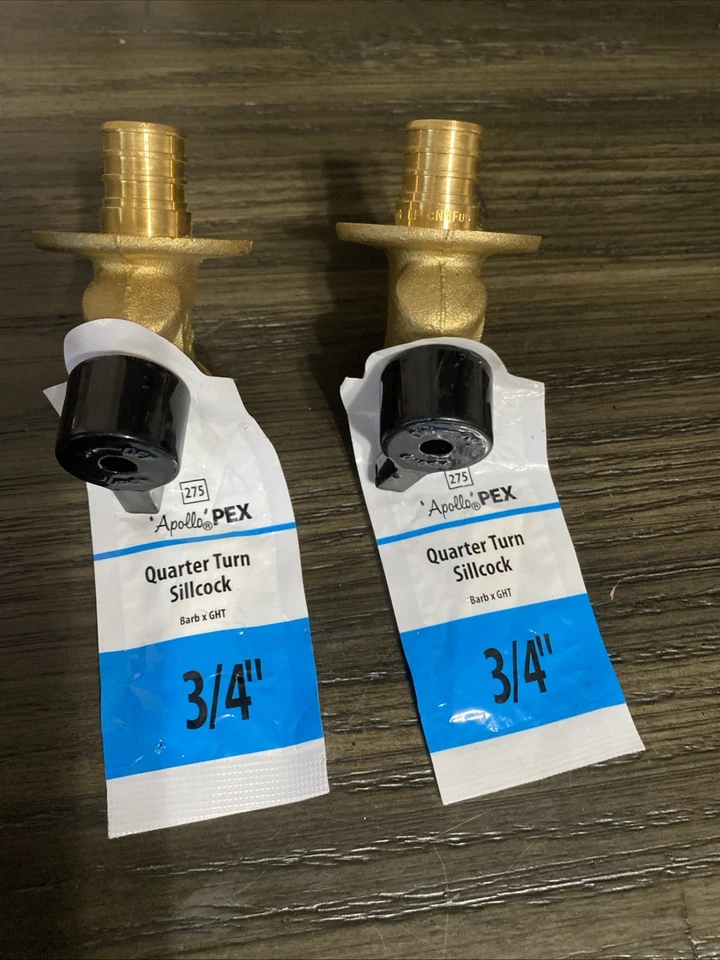 275
'Apollo'® PEX
Quarter Turn
Sillcock
Barb x GHT
3/4"
CNCFUS
275
'Apollo'® PEX
Quarter Turn
Sillcock
Barb x GHT
3/4"